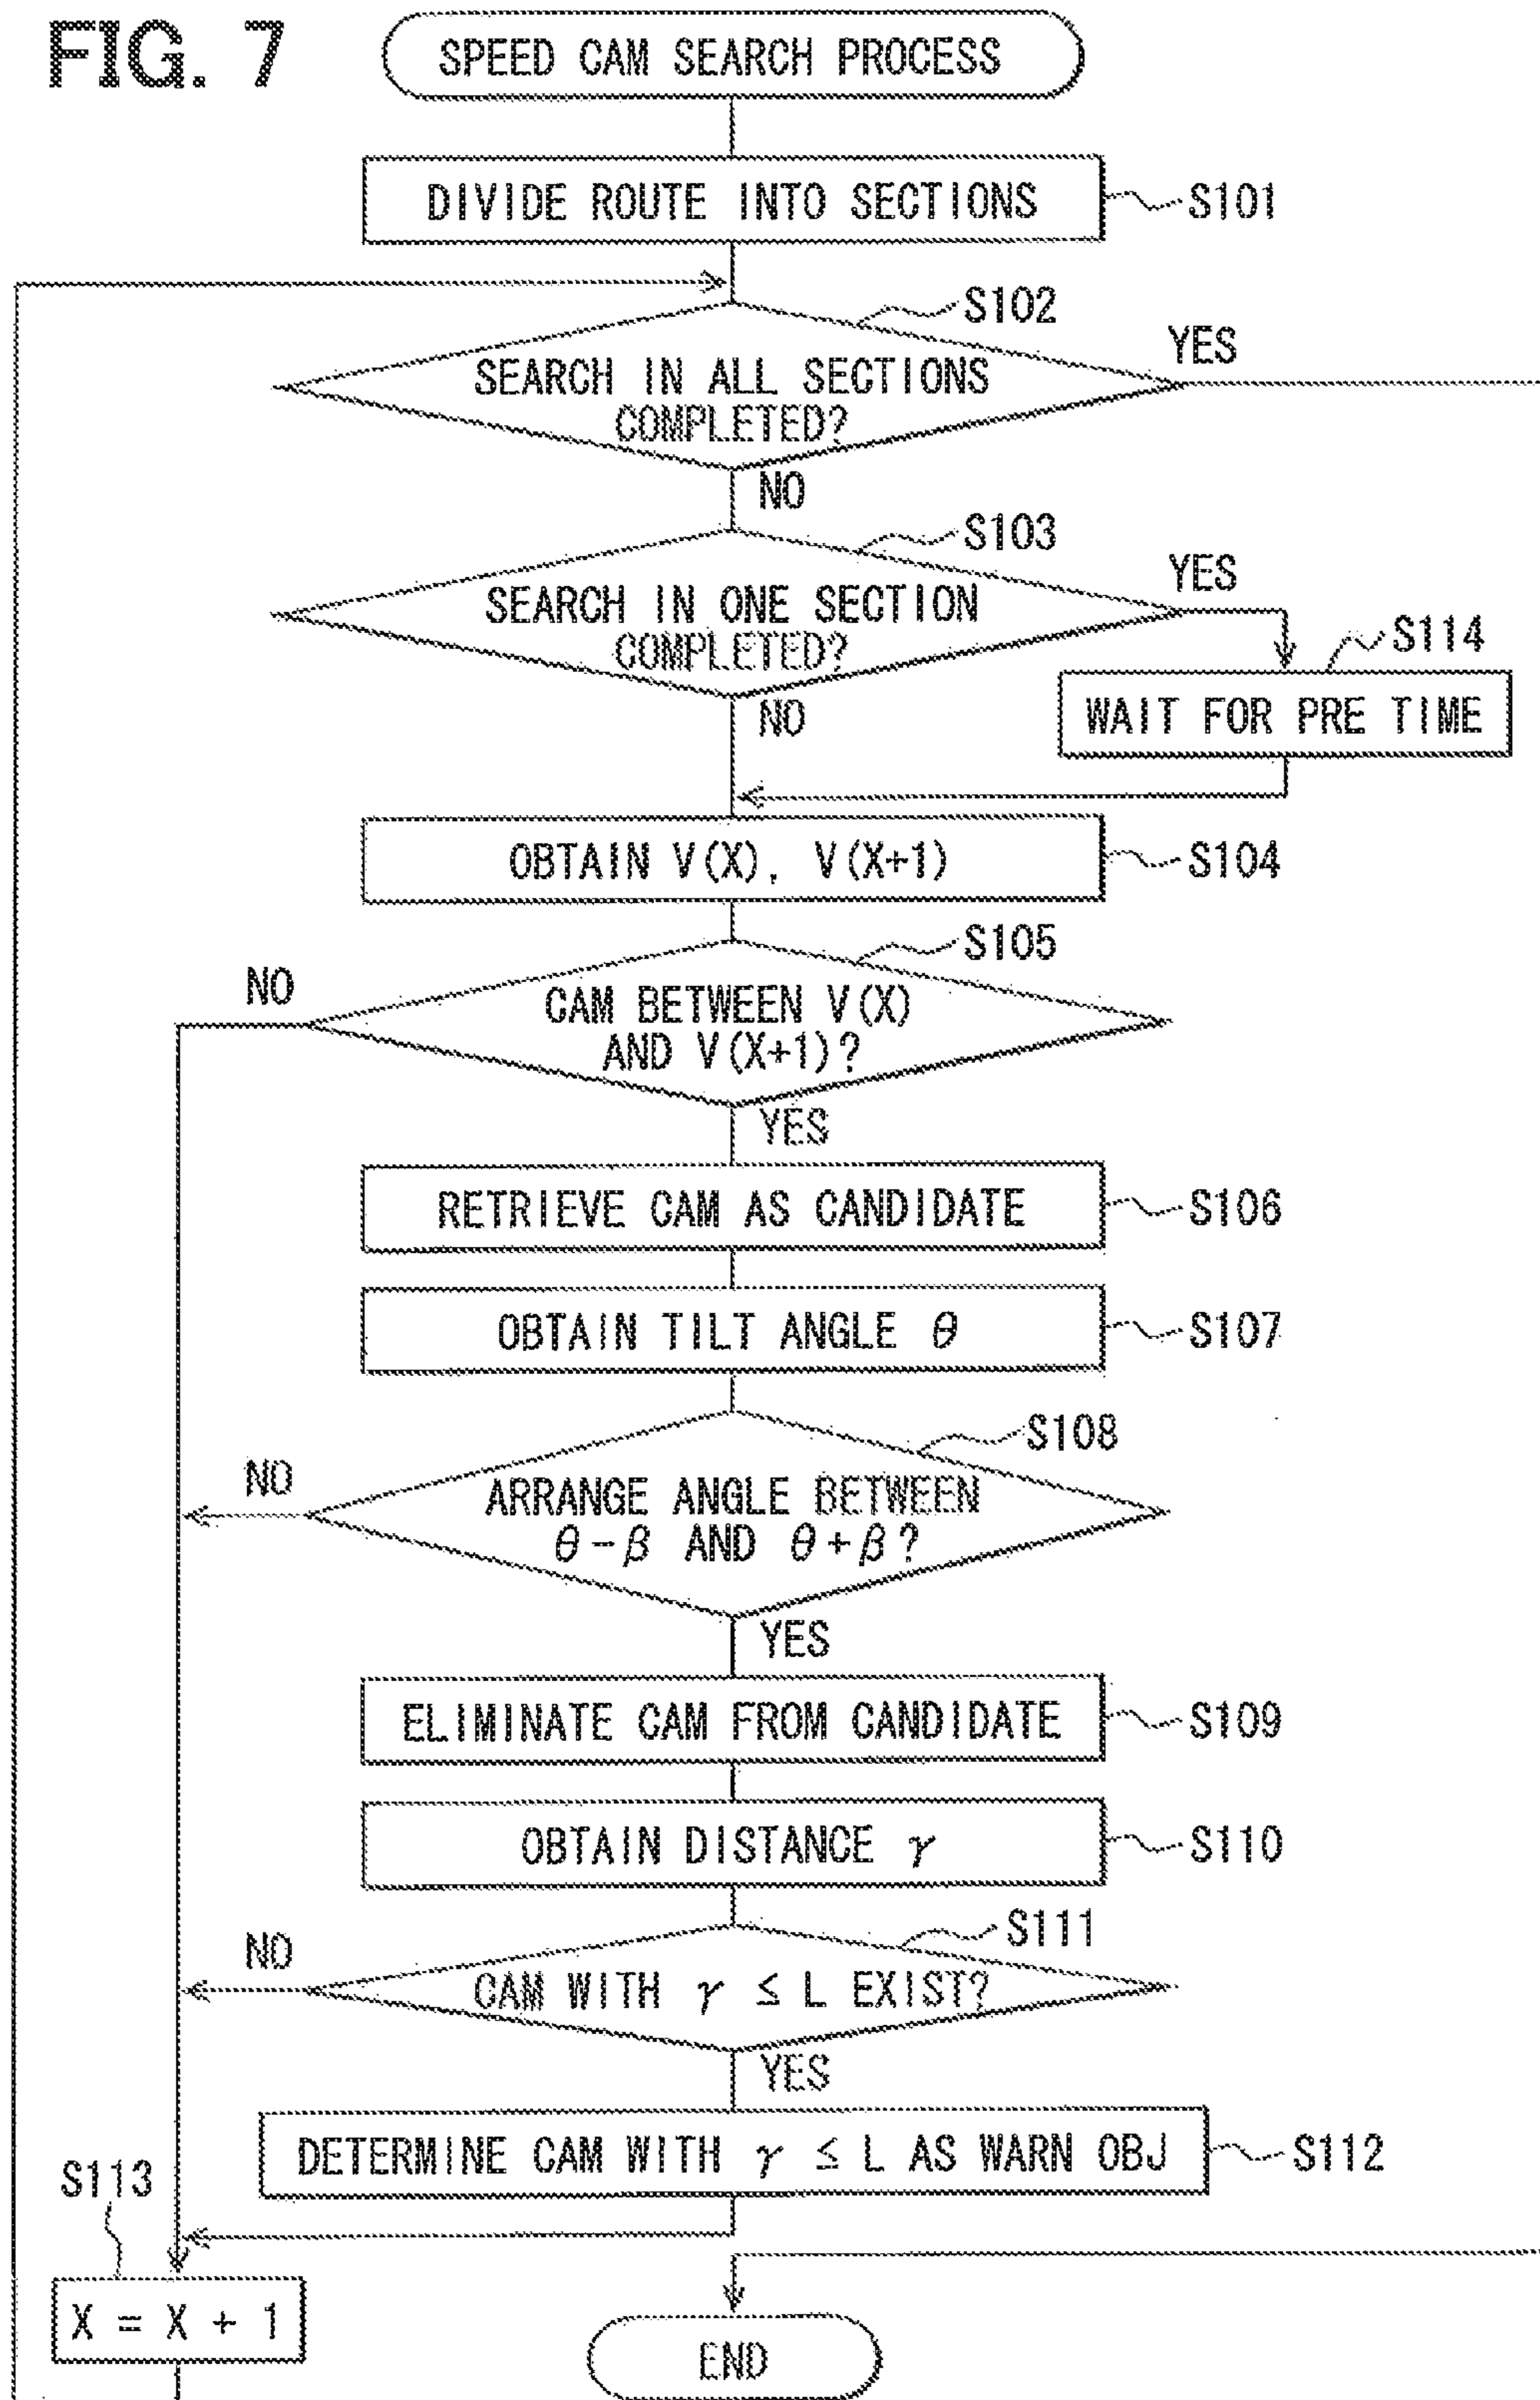 FIG. 7
SPEED CAM SEARCH PROCESS
DIVIDE ROUTE INTO SECTIONS
S101
S102
YES
SEARCH IN ALL SECTIONS
COMPLETED?
NO
S103
YES
SEARCH IN ONE SECTION
COMPLETED?
S114
WAIT FOR PRE TIME
NO
OBTAIN V(X), V(X+1)
S104
S105
NO
CAM BETWEEN V(X)
AND V(X+1)?
YES
RETRIEVE CAM AS CANDIDATE
S106
OBTAIN TILT ANGLE θ
S107
S108
NO
ARRANGE ANGLE BETWEEN
θ-β AND θ+β?
YES
ELIMINATE CAM FROM CANDIDATE
S109
OBTAIN DISTANCE γ
S110
S111
NO
CAM WITH γ ≤ L EXIST?
YES
DETERMINE CAM WITH γ ≤ L AS WARN OBJ
S112
S113
X = X + 1
END